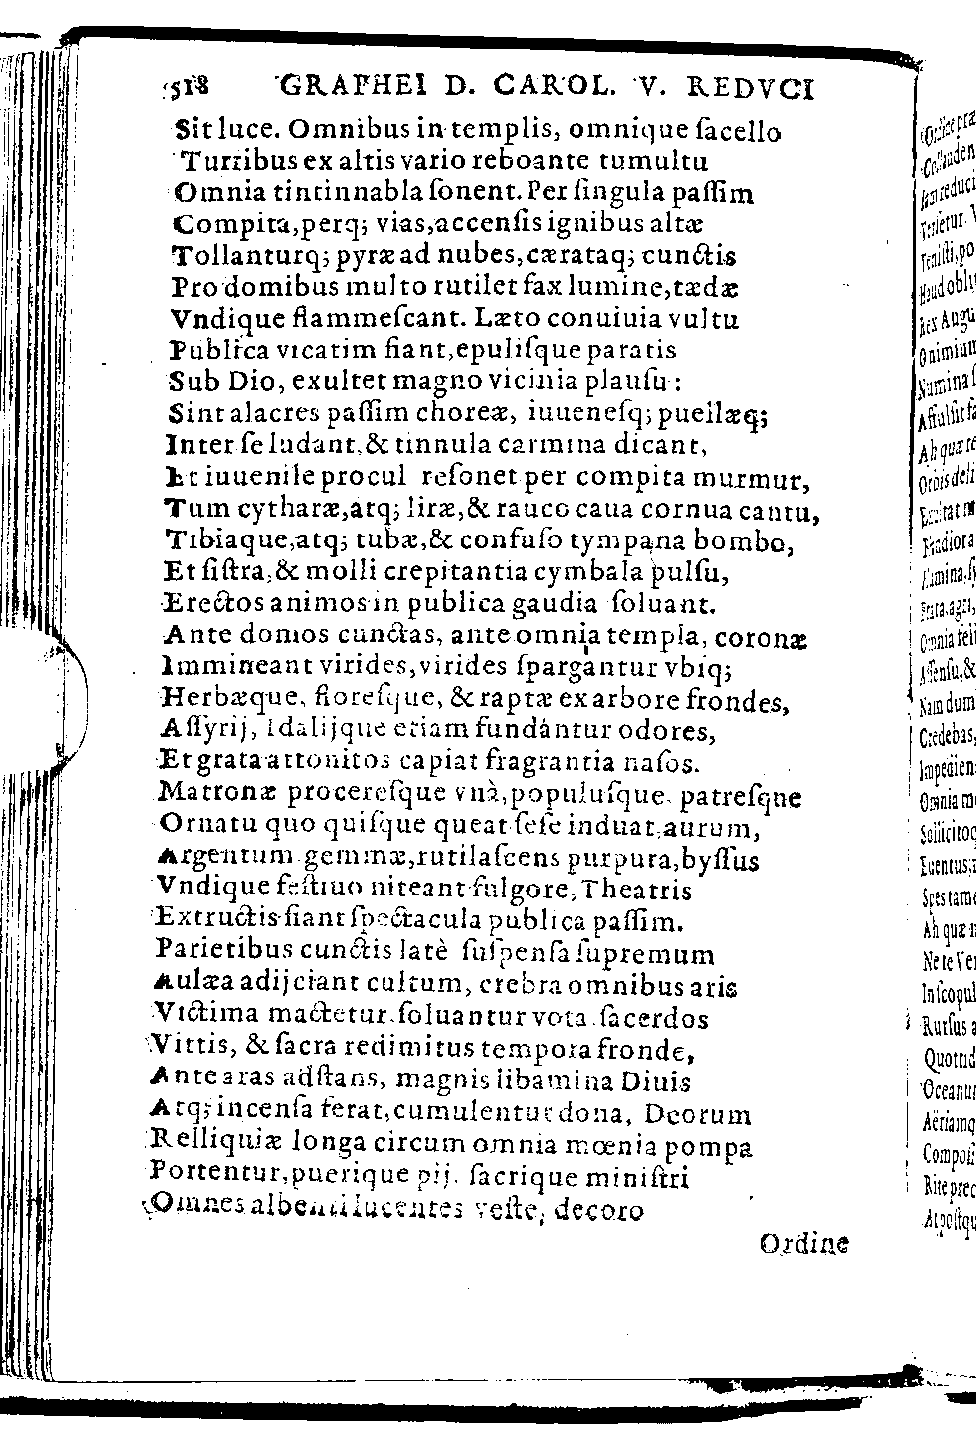 518 GRAPHEI D. CAROL. V. REDVCI
Sit luce. Omnibus in templis, omnique ſacello
Turribus ex altis vario reboante tumultu
Omnia tintinnabla ſonent. Per ſingula paſſim
Compita, perq; vias, accenſis ignibus altæ
Tollanturq; pyræ ad nubes, cærataq; cunctis
Pro domibus multo rutilet fax lumine, tædæ
Vndique flammeſcant. Læto conuiuia vultu
Publica vicatim fiant, epuliſque paratis
Sub Dio, exultet magno vicinia plauſu:
Sint alacres paſſim choreæ, iuueneſq; puellæq;
Inter ſe ludant, & tinnula carmina dicant,
Et iuuenile procul reſonet per compita murmur,
Tum cytharæ, atq; liræ, & rauco caua cornua cantu,
Tibiaque, atq; tubæ, & confuſo tympana bombo,
Et ſiſtra, & molli crepitantia cymbala pulſu,
Erectos animos in publica gaudia ſoluant.
Ante domos cunctas, ante omnia templa, coronæ
Immineant virides, virides ſpargantur vbiq;
Herbæque, floreſque, & raptæ ex arbore frondes,
Aſſyrij, Idalijque etiam fundantur odores,
Et grata attonitos capiat fragrantia naſos.
Matronæ procereſque vnà, populuſque, patreſque
Ornatu quo quiſque queat ſeſe induat, aurum,
Argentum gemmæ, rutilaſcens purpura, byſſus
Vndique feſtiuo niteant fulgore, Theatris
Extructis fiant ſpectacula publica paſſim.
Parietibus cunctis latè ſuſpenſa ſupremum
Aulæa adijciant cultum, crebra omnibus aris
Victima mactetur. ſoluantur vota. ſacerdos
Vittis, & ſacra redimitus tempora fronde,
Ante aras adſtans, magnis libamina Diuis
Atq; incenſa ferat, cumulentur dona, Deorum
Relliquiæ longa circum omnia mœnia pompa
Portentur, puerique pij. ſacrique miniſtri
Omnes albenti lucentes veſte, decoro
Ordine